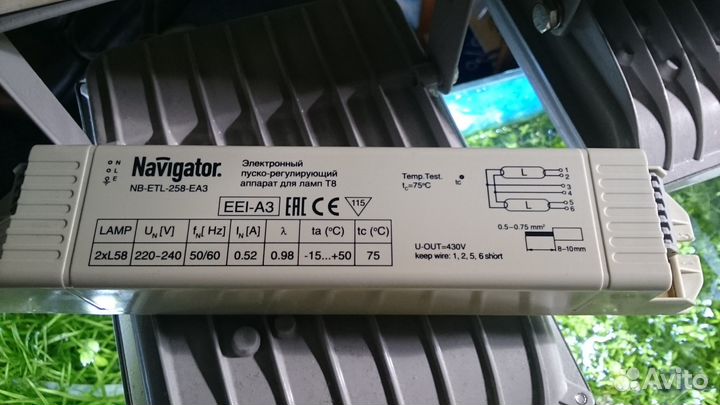 N
O
L
O
E
Navigator.
NB-ETL-258-EA3
Электронный
пуско-регулирующий
аппарат для ламп T8
EEI-A3 EAC CE 115
LAMP UN [V] fN[ Hz] IN [A] λ ta (°C) tc (°C)
2xL58 220-240 50/60 0.52 0.98 -15...+50 75
Temp.Test. tc
tc=75°C
U-OUT=430V
keep wire: 1, 2, 5, 6 short
L
1
2
3
4
L
5
6
0.5-0.75 mm²
8-10mm
Avito